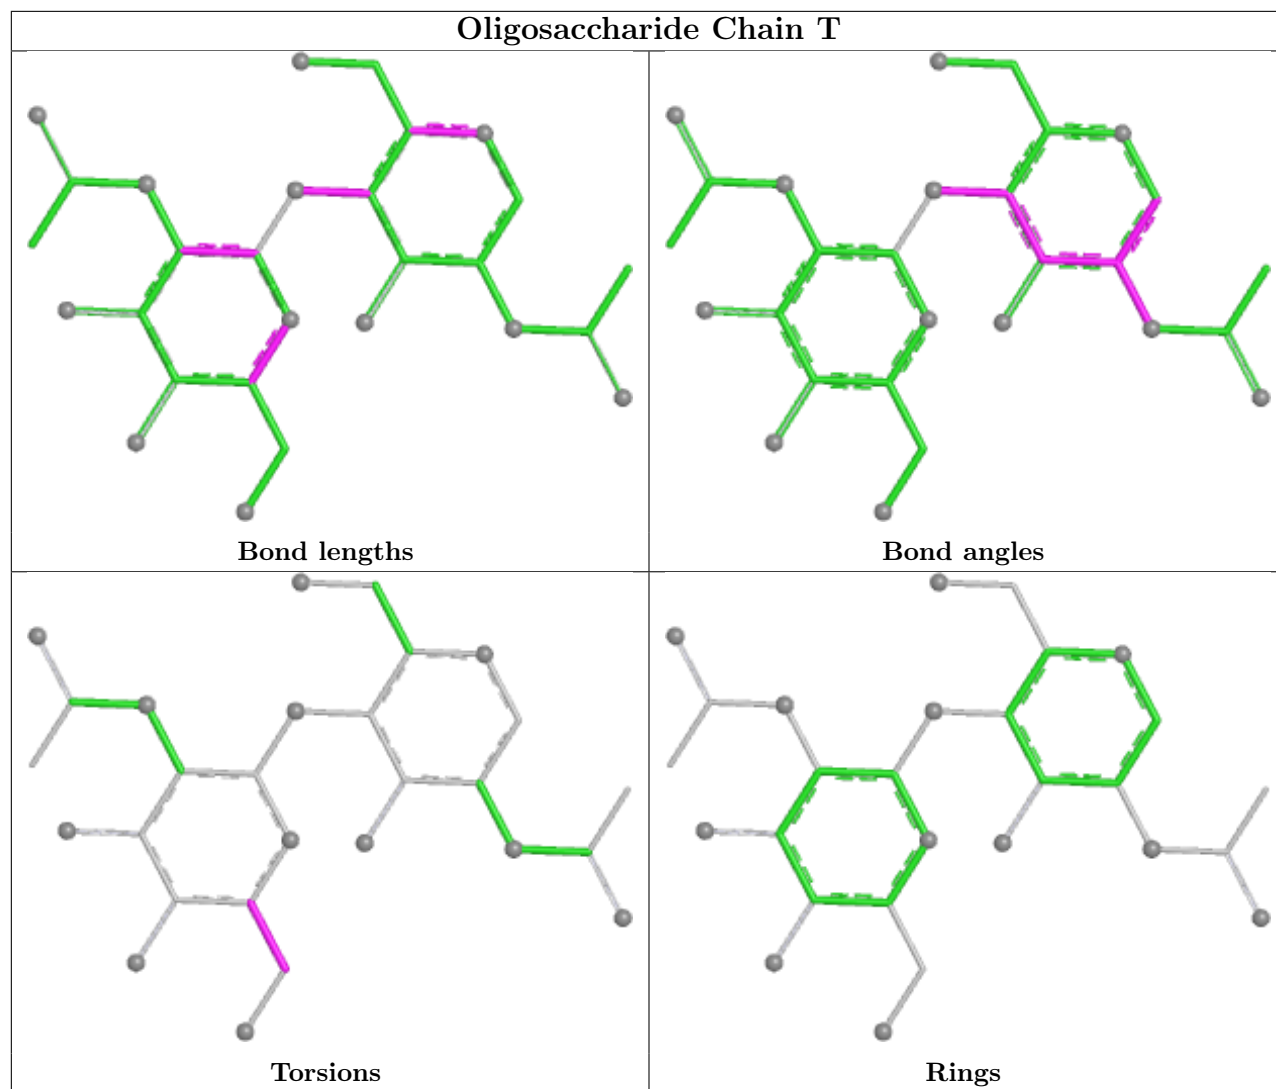 Oligosaccharide Chain T
Bond lengths
Bond angles
Torsions
Rings